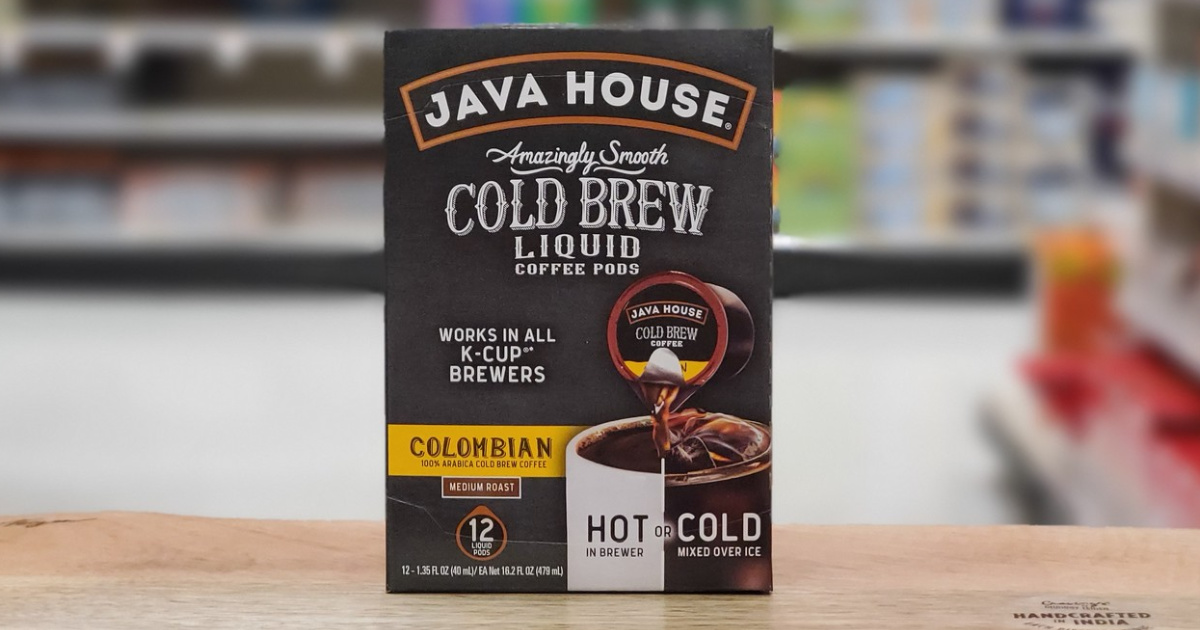 JAVA HOUSE®
Amazingly Smooth
COLD BREW
LIQUID
COFFEE PODS
JAVA HOUSE
COLD BREW
COFFEE
WORKS IN ALL
K-CUP®*
BREWERS
COLOMBIAN
100% ARABICA COLD BREW COFFEE
MEDIUM ROAST
12
LIQUID
PODS
HOT OR COLD
IN BREWER MIXED OVER ICE
12 - 1.35 FL OZ (40 mL)/ EA Net 16.2 FL OZ (479 mL)
HANDCRAFTED
IN INDIA